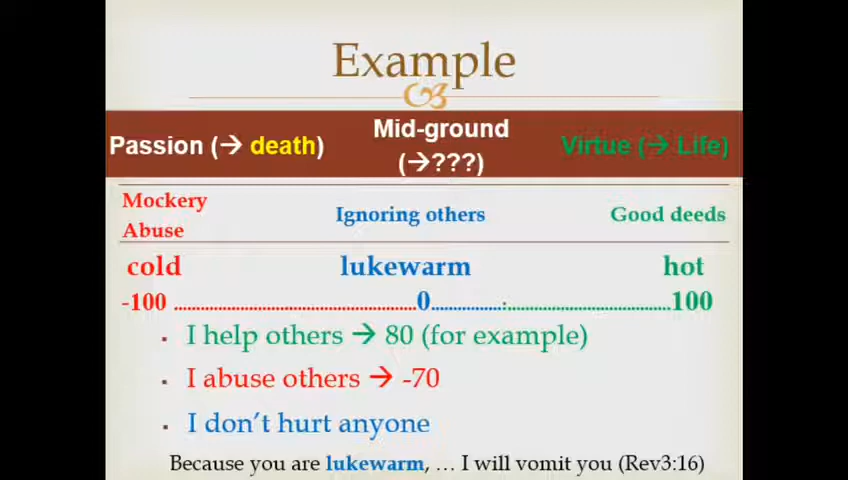 Example
Passion (→ death)
Mid-ground
(→???)
Virtue (→ Life)
Mockery
Abuse
Ignoring others
Good deeds
cold
lukewarm
hot
-100 ........................................0..............:...........................100
▪ I help others → 80 (for example)
▪ I abuse others → -70
▪ I don’t hurt anyone
Because you are lukewarm, … I will vomit you (Rev3:16)